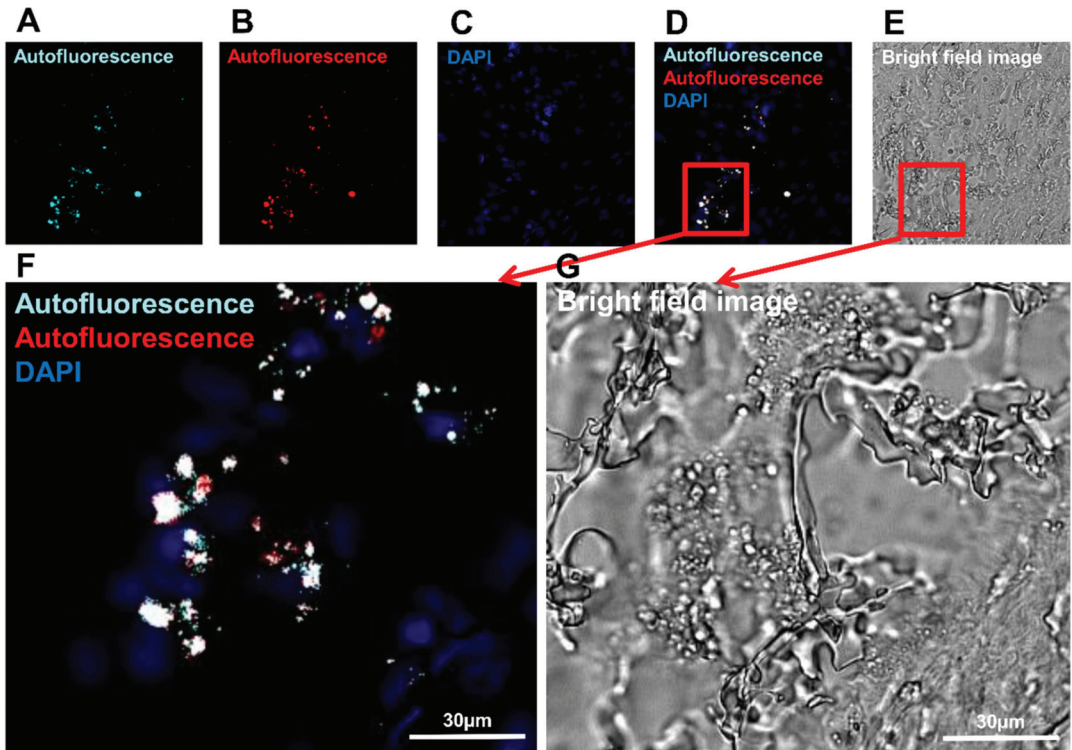 A
B
C
D
E
Autofluorescence
Autofluorescence
DAPI
Autofluorescence
Autofluorescence
DAPI
Bright field image
F
Autofluorescence
Autofluorescence
DAPI
30µm
G
Bright field image
30µm